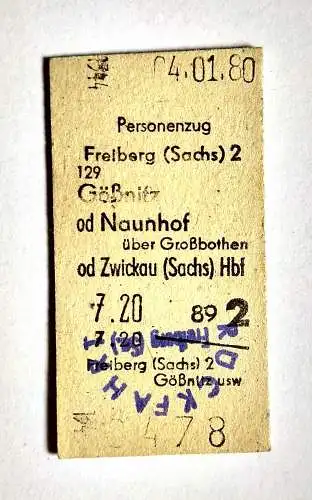 04.01.80
Personenzug
Freiberg (Sachs) 2
129
Gößnitz
od Naunhof
über Großbothen
od Zwickau (Sachs) Hbf
7.20 89 2
7.20
Freiberg (Sachs) 2
Gößnitz usw
478